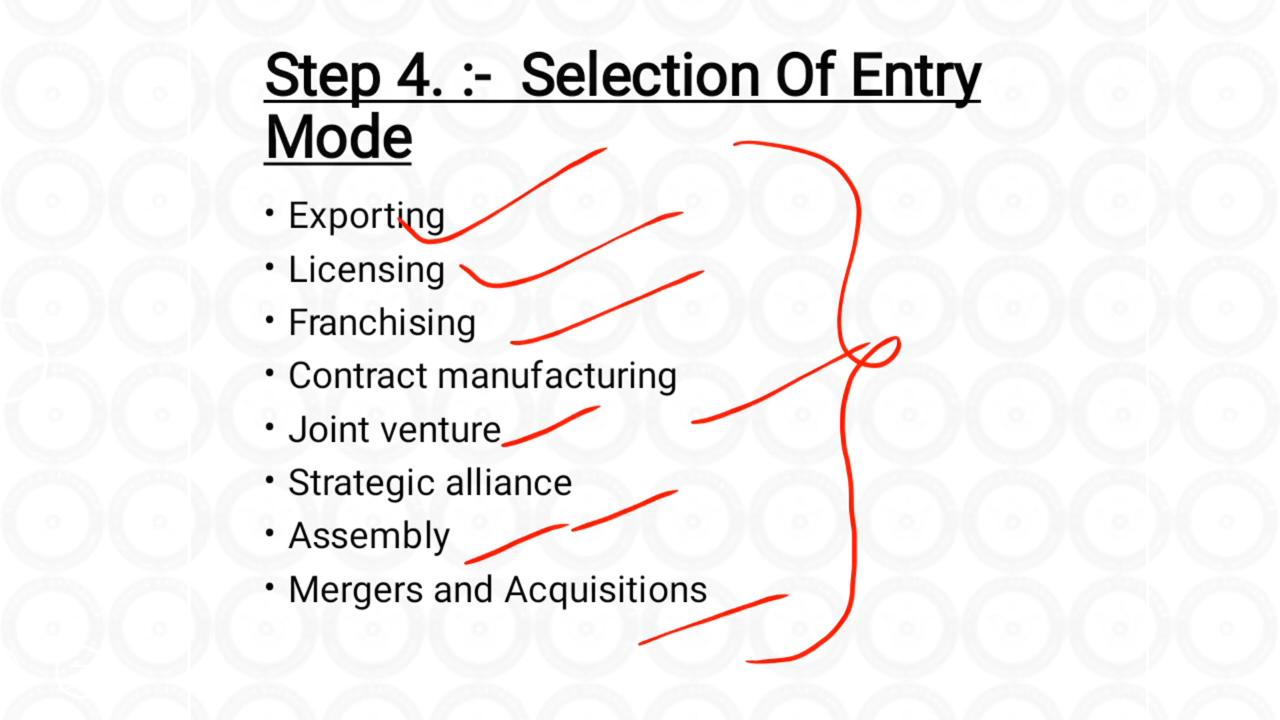 Step 4. :-  Selection Of Entry
Mode
• Exporting
• Licensing
• Franchising
• Contract manufacturing
• Joint venture
• Strategic alliance
• Assembly
• Mergers and Acquisitions